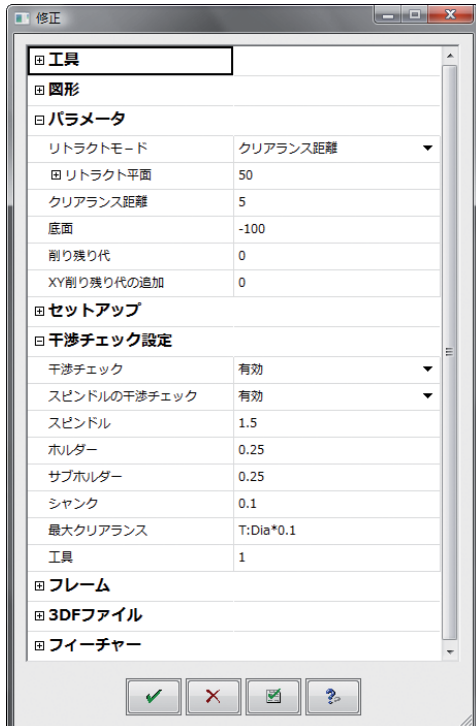 修正
工具
図形
パラメータ
リトラクトモード クリアランス距離
リトラクト平面 50
クリアランス距離 5
底面 -100
削り残り代 0
XY削り残り代の追加 0
セットアップ
干渉チェック設定
干渉チェック 有効
スピンドルの干渉チェック 有効
スピンドル 1.5
ホルダー 0.25
サブホルダー 0.25
シャンク 0.1
最大クリアランス T:Dia*0.1
工具 1
フレーム
3DFファイル
フィーチャー